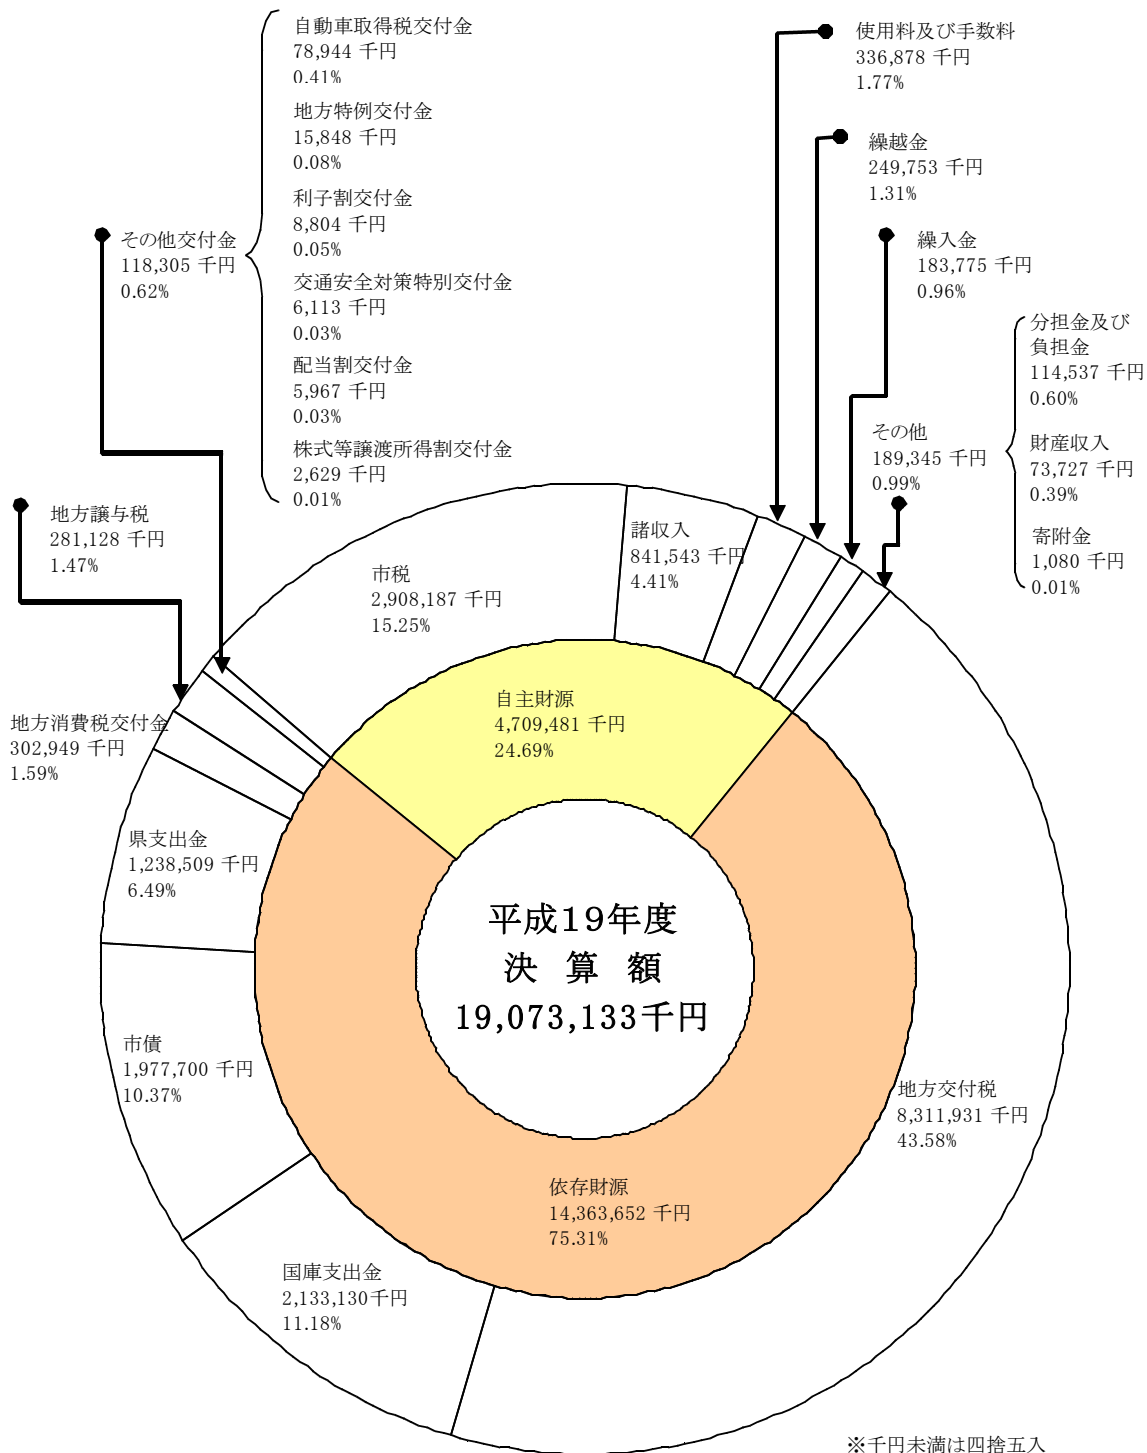 自動車取得税交付金
78,944 千円
0.41%
地方特例交付金
15,848 千円
0.08%
利子割交付金
8,804 千円
0.05%
交通安全対策特別交付金
6,113 千円
0.03%
配当割交付金
5,967 千円
0.03%
株式等譲渡所得割交付金
2,629 千円
0.01%
その他交付金
118,305 千円
0.62%
使用料及び手数料
336,878 千円
1.77%
繰越金
249,753 千円
1.31%
繰入金
183,775 千円
0.96%
分担金及び
負担金
114,537 千円
0.60%
財産収入
73,727 千円
0.39%
寄附金
1,080 千円
0.01%
その他
189,345 千円
0.99%
地方譲与税
281,128 千円
1.47%
市税
2,908,187 千円
15.25%
諸収入
841,543 千円
4.41%
自主財源
4,709,481 千円
24.69%
地方消費税交付金
302,949 千円
1.59%
県支出金
1,238,509 千円
6.49%
平成19年度
決 算 額
19,073,133千円
市債
1,977,700 千円
10.37%
地方交付税
8,311,931 千円
43.58%
依存財源
14,363,652 千円
75.31%
国庫支出金
2,133,130千円
11.18%
※千円未満は四捨五入